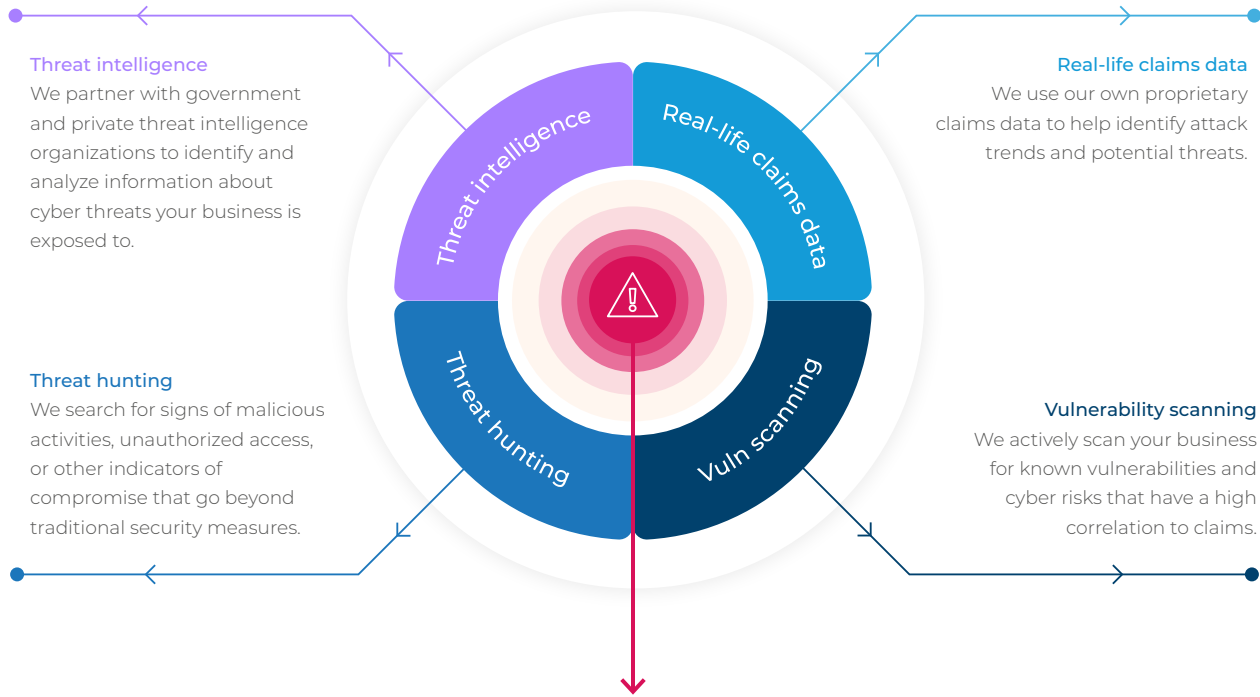 Threat intelligence
We partner with government
and private threat intelligence
organizations to identify and
analyze information about
cyber threats your business is
exposed to.
Real-life claims data
We use our own proprietary
claims data to help identify attack
trends and potential threats.
Threat intelligence
Real-life claims data
Threat hunting
Vuln scanning
Threat hunting
We search for signs of malicious
activities, unauthorized access,
or other indicators of
compromise that go beyond
traditional security measures.
Vulnerability scanning
We actively scan your business
for known vulnerabilities and
cyber risks that have a high
correlation to claims.